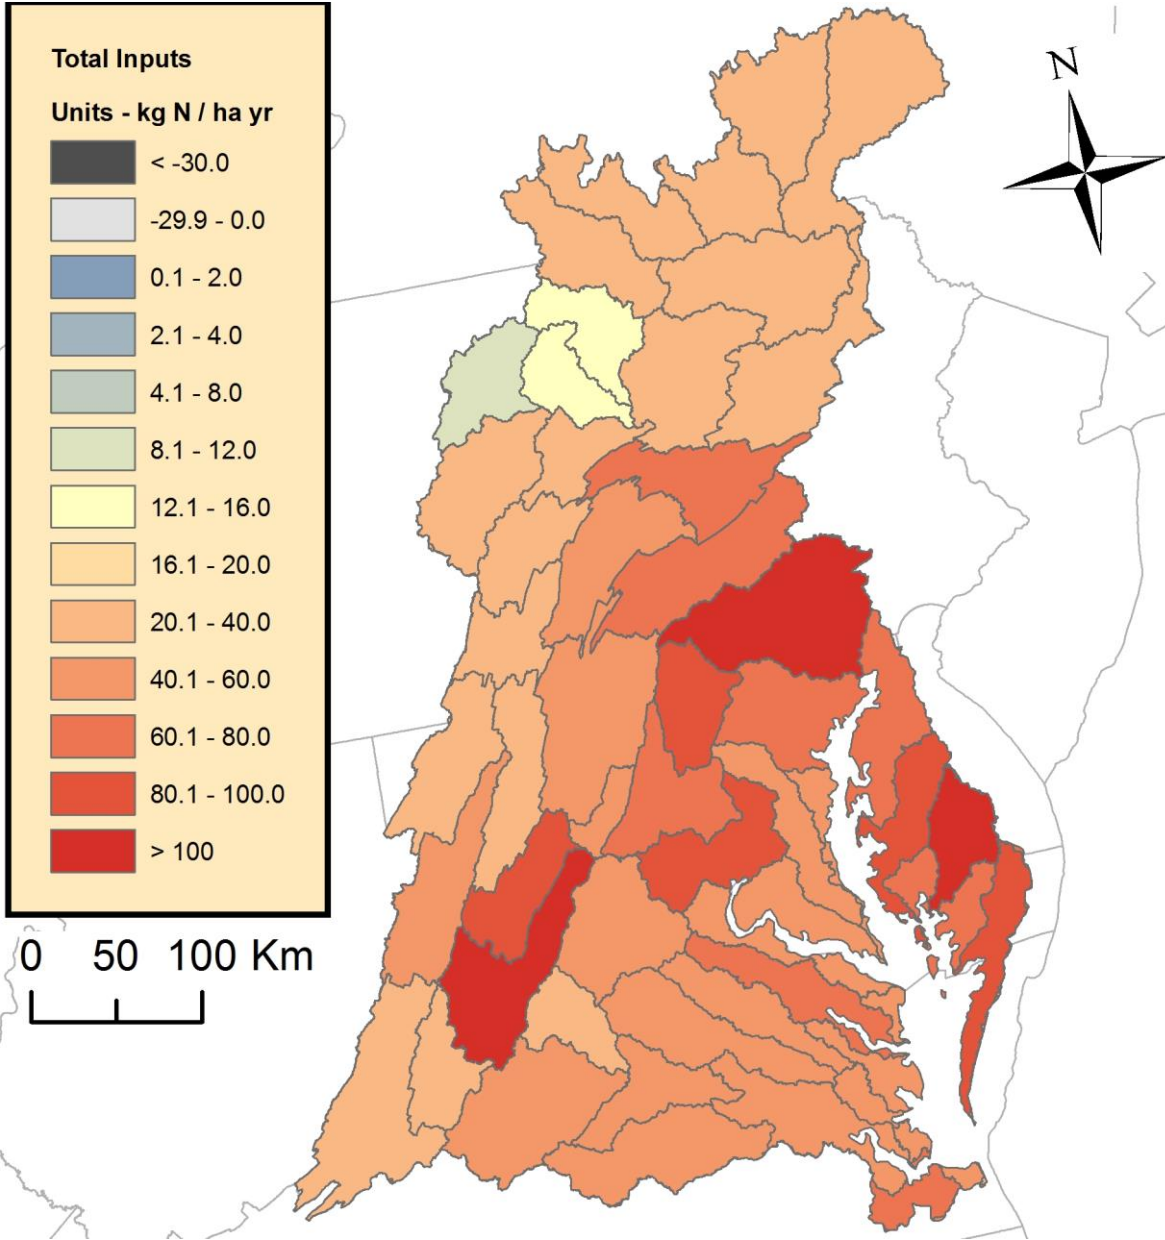 Total Inputs
Units - kg N / ha yr
< -30.0
-29.9 - 0.0
0.1 - 2.0
2.1 - 4.0
4.1 - 8.0
8.1 - 12.0
12.1 - 16.0
16.1 - 20.0
20.1 - 40.0
40.1 - 60.0
60.1 - 80.0
80.1 - 100.0
> 100
0 50 100 Km
N